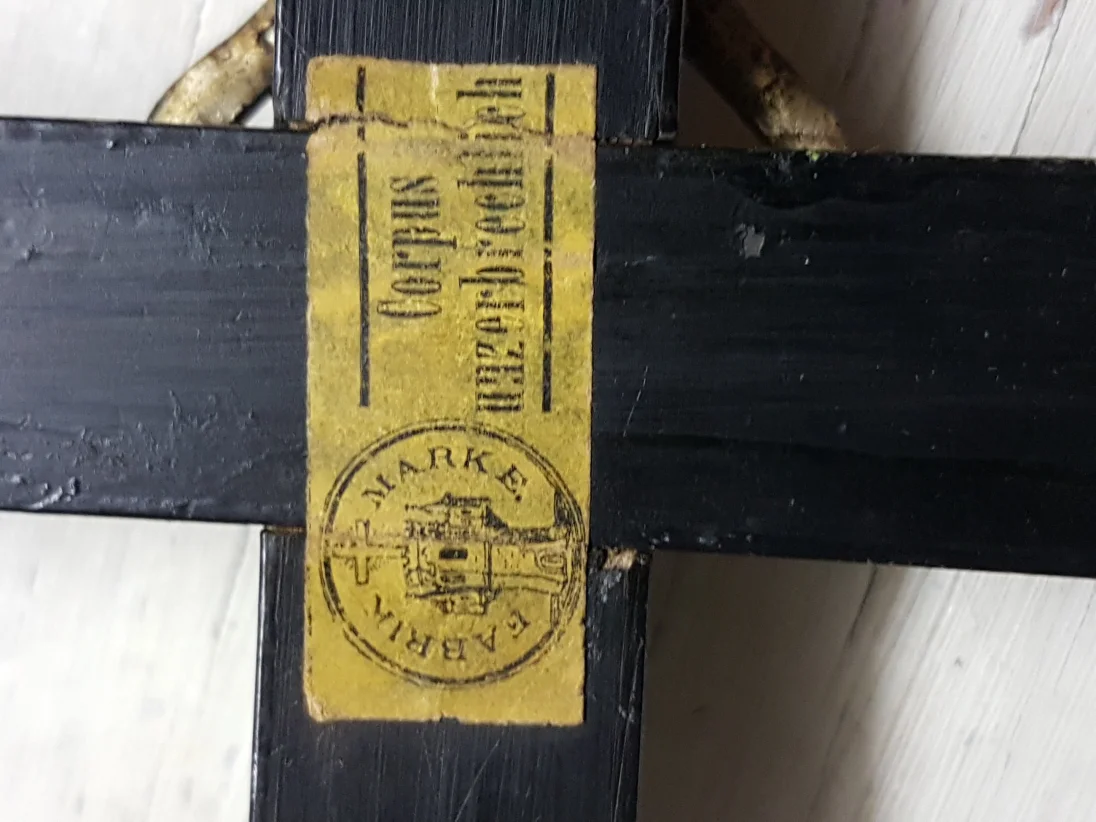 FABRIK MARKE.
Corpus
unzerbrechlich